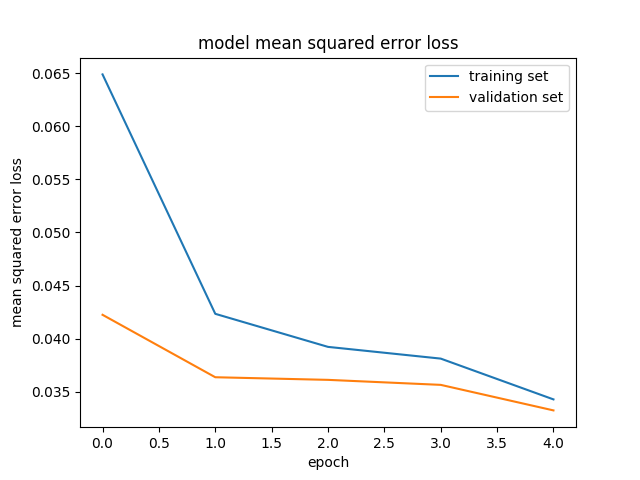 model mean squared error loss
training set
validation set
mean squared error loss
0.065
0.060
0.055
0.050
0.045
0.040
0.035
0.0 0.5 1.0 1.5 2.0 2.5 3.0 3.5 4.0
epoch